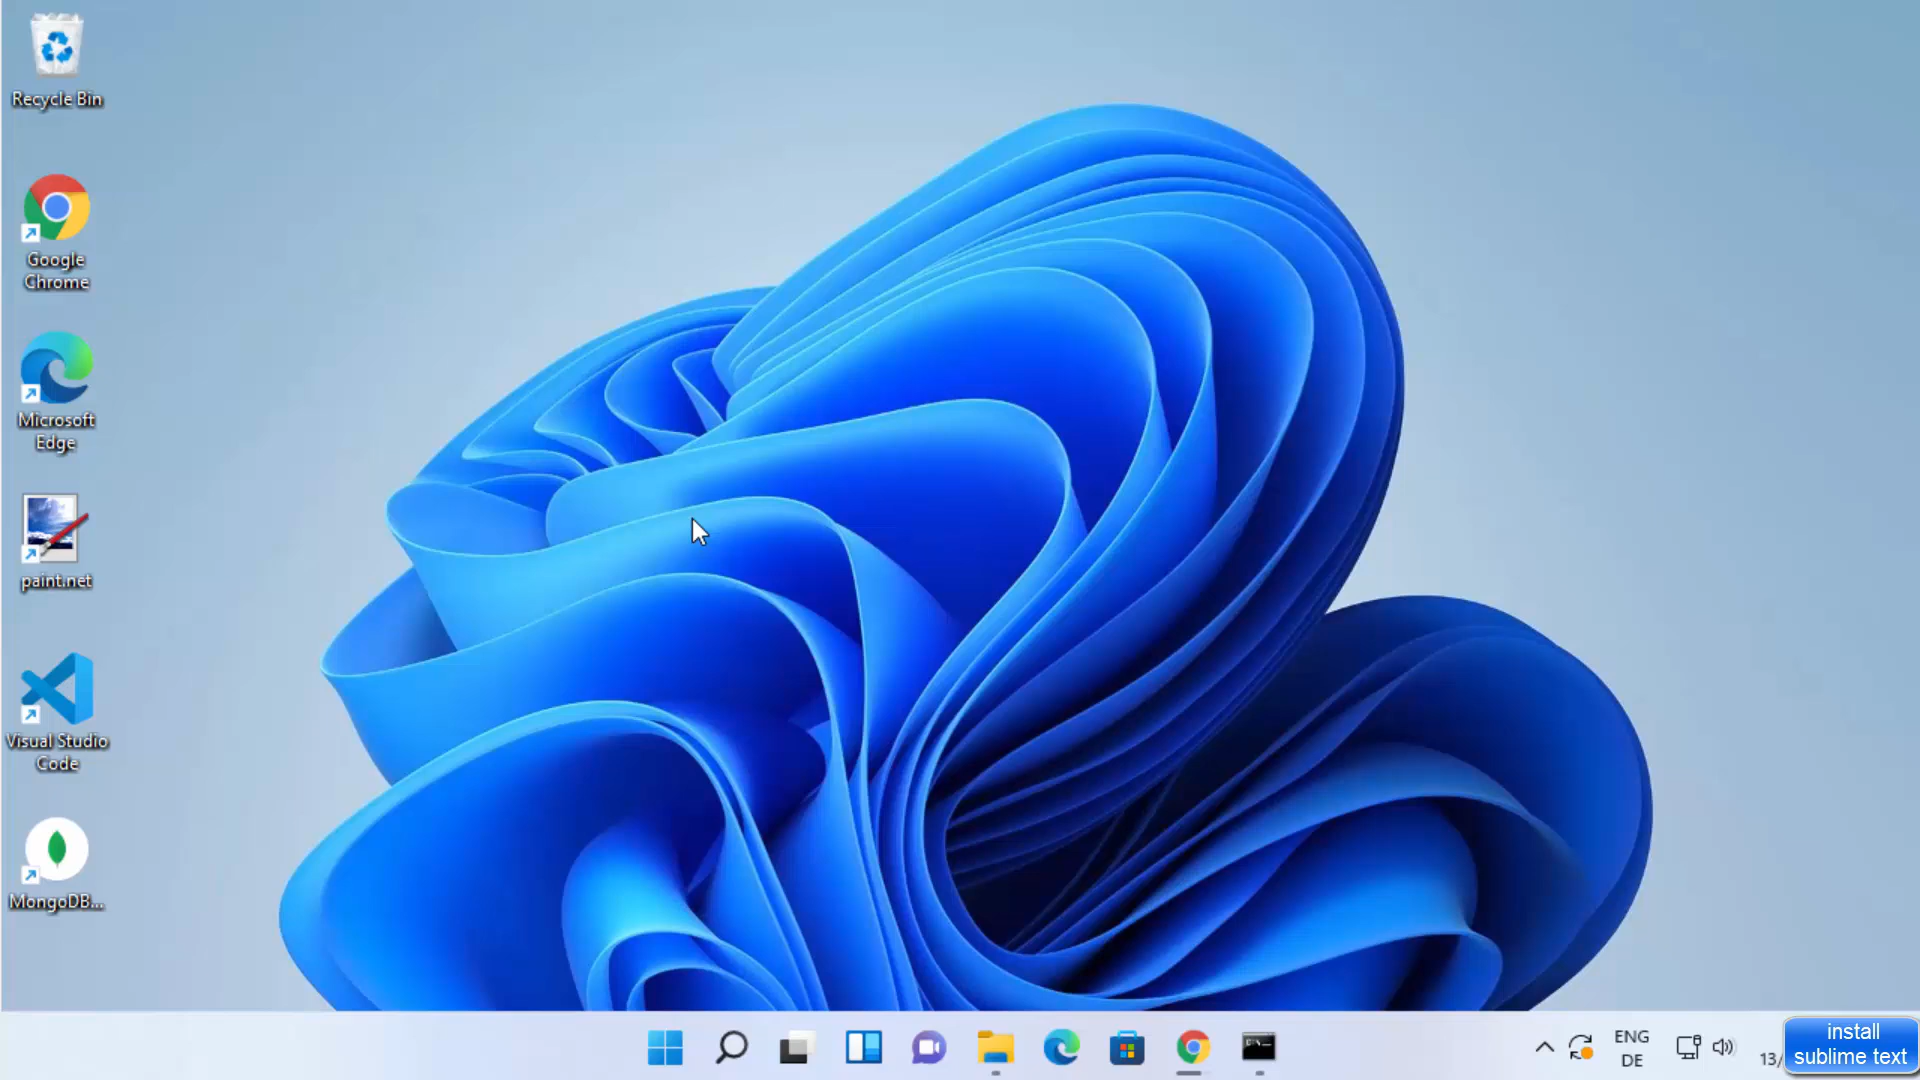 Recycle Bin
Google
Chrome
Microsoft
Edge
paint.net
Visual Studio
Code
MongoDB...
ENG
DE
13/
install
sublime text